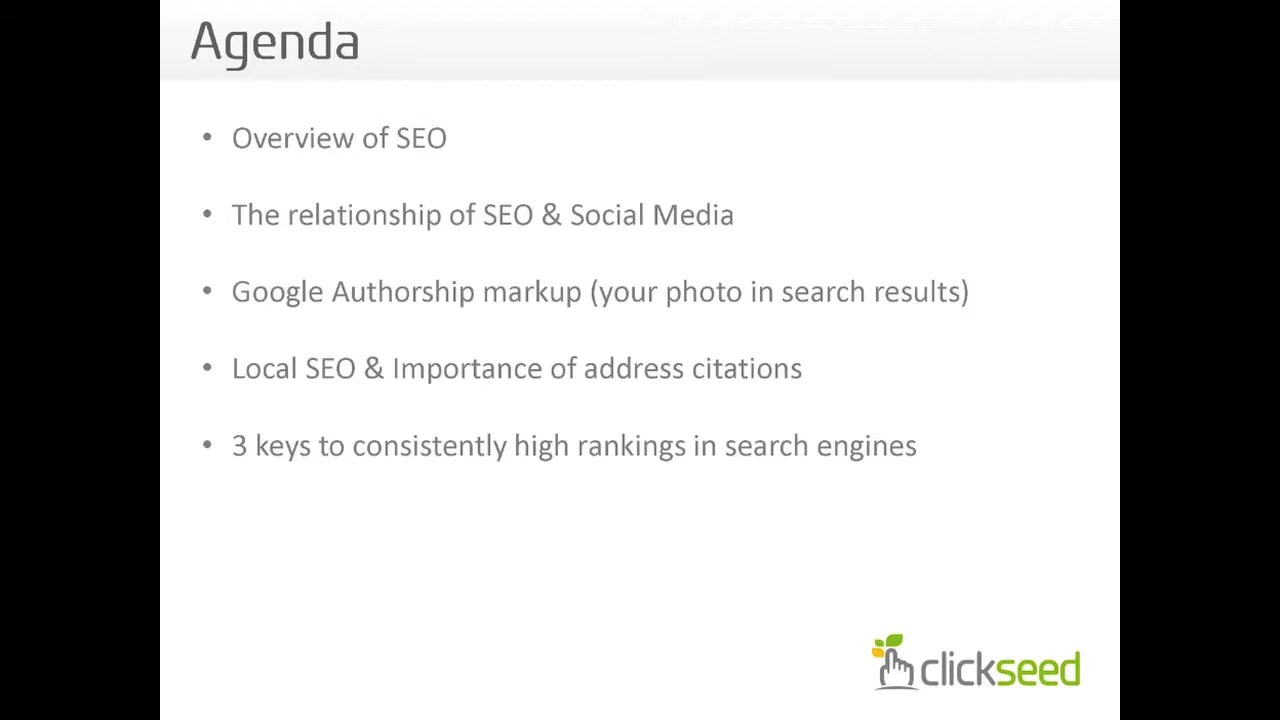 Agenda
• Overview of SEO
• The relationship of SEO & Social Media
• Google Authorship markup (your photo in search results)
• Local SEO & Importance of address citations
• 3 keys to consistently high rankings in search engines
clickseed